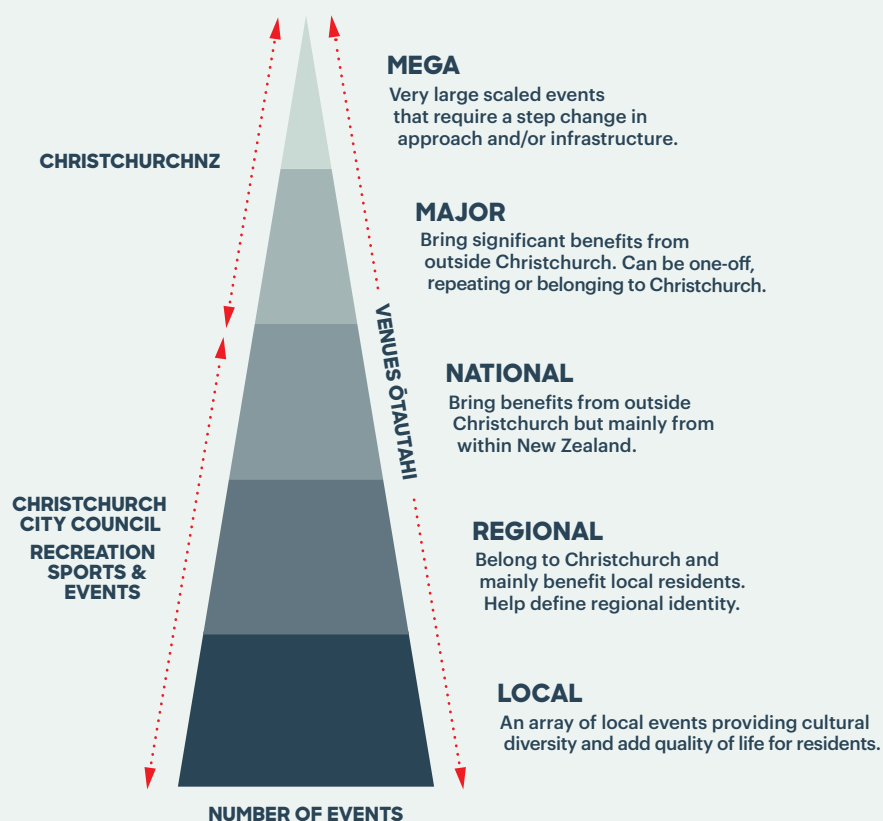 MEGA
Very large scaled events
that require a step change in
approach and/or infrastructure.
CHRISTCHURCHNZ
MAJOR
Bring significant benefits from
outside Christchurch. Can be one-off,
repeating or belonging to Christchurch.
VENUES ŌTAUTAHI
NATIONAL
Bring benefits from outside
Christchurch but mainly from
within New Zealand.
CHRISTCHURCH
CITY COUNCIL
RECREATION
SPORTS &
EVENTS
REGIONAL
Belong to Christchurch and
mainly benefit local residents.
Help define regional identity.
LOCAL
An array of local events providing cultural
diversity and add quality of life for residents.
NUMBER OF EVENTS